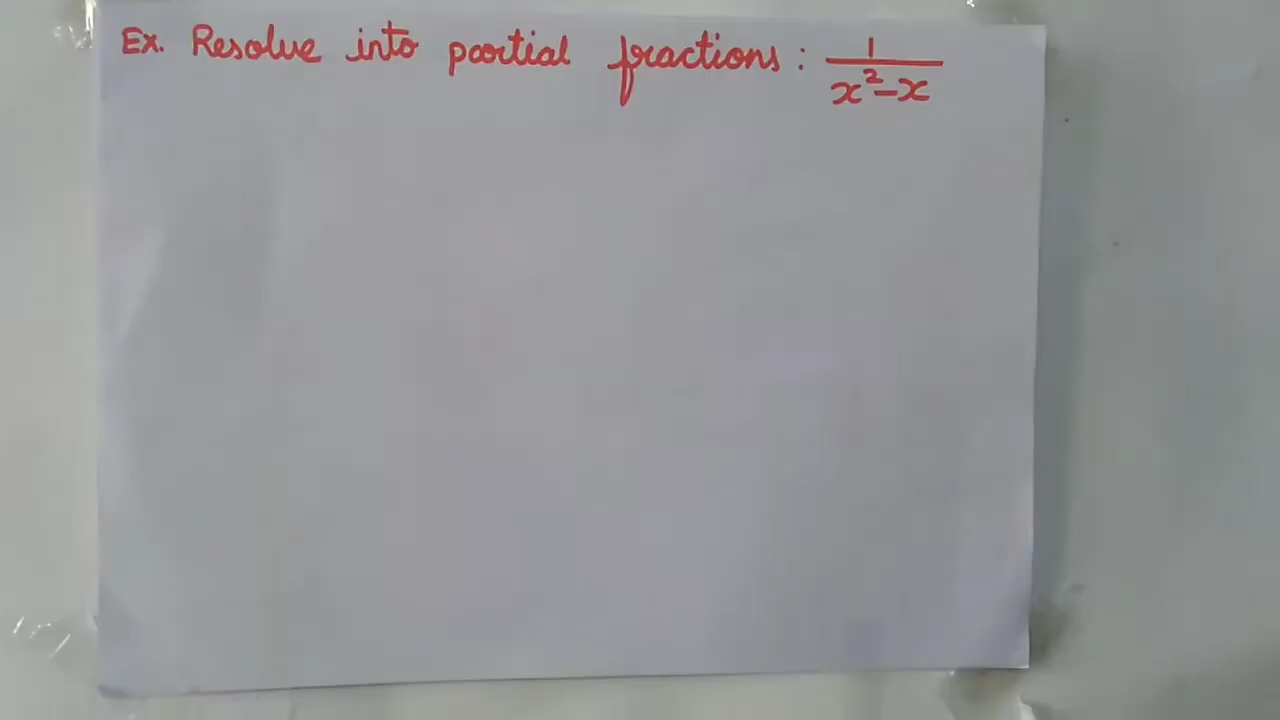 Ex. Resolve into partial fractions : 1/(x²-x)